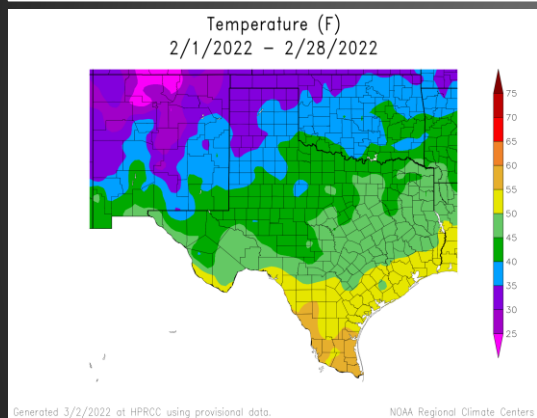 Temperature (F)
2/1/2022 – 2/28/2022
75
70
65
60
55
50
45
40
35
30
25
Generated 3/2/2022 at HPRCC using provisional data.
NOAA Regional Climate Centers